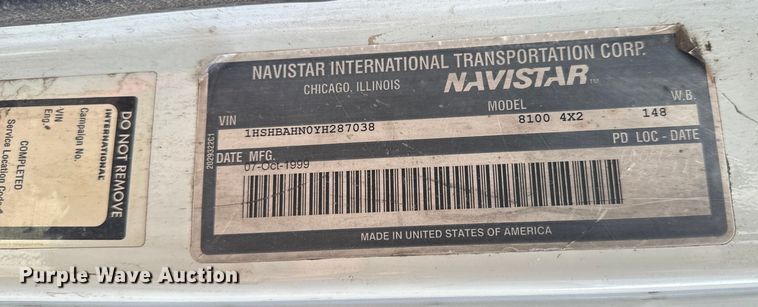 NAVISTAR INTERNATIONAL TRANSPORTATION CORP.
CHICAGO, ILLINOIS NAVISTAR™
VIN MODEL W.B.
1HSHBAHN0YH287038 8100 4X2 148
DATE MFG. PD LOC - DATE
07-Oct-1999
MADE IN UNITED STATES OF AMERICA
2029322C1
DO NOT REMOVE
INTERNATIONAL
Campaign No.
VIN
Eng.#
COMPLETED
Service Location Code
Purple Wave Auction